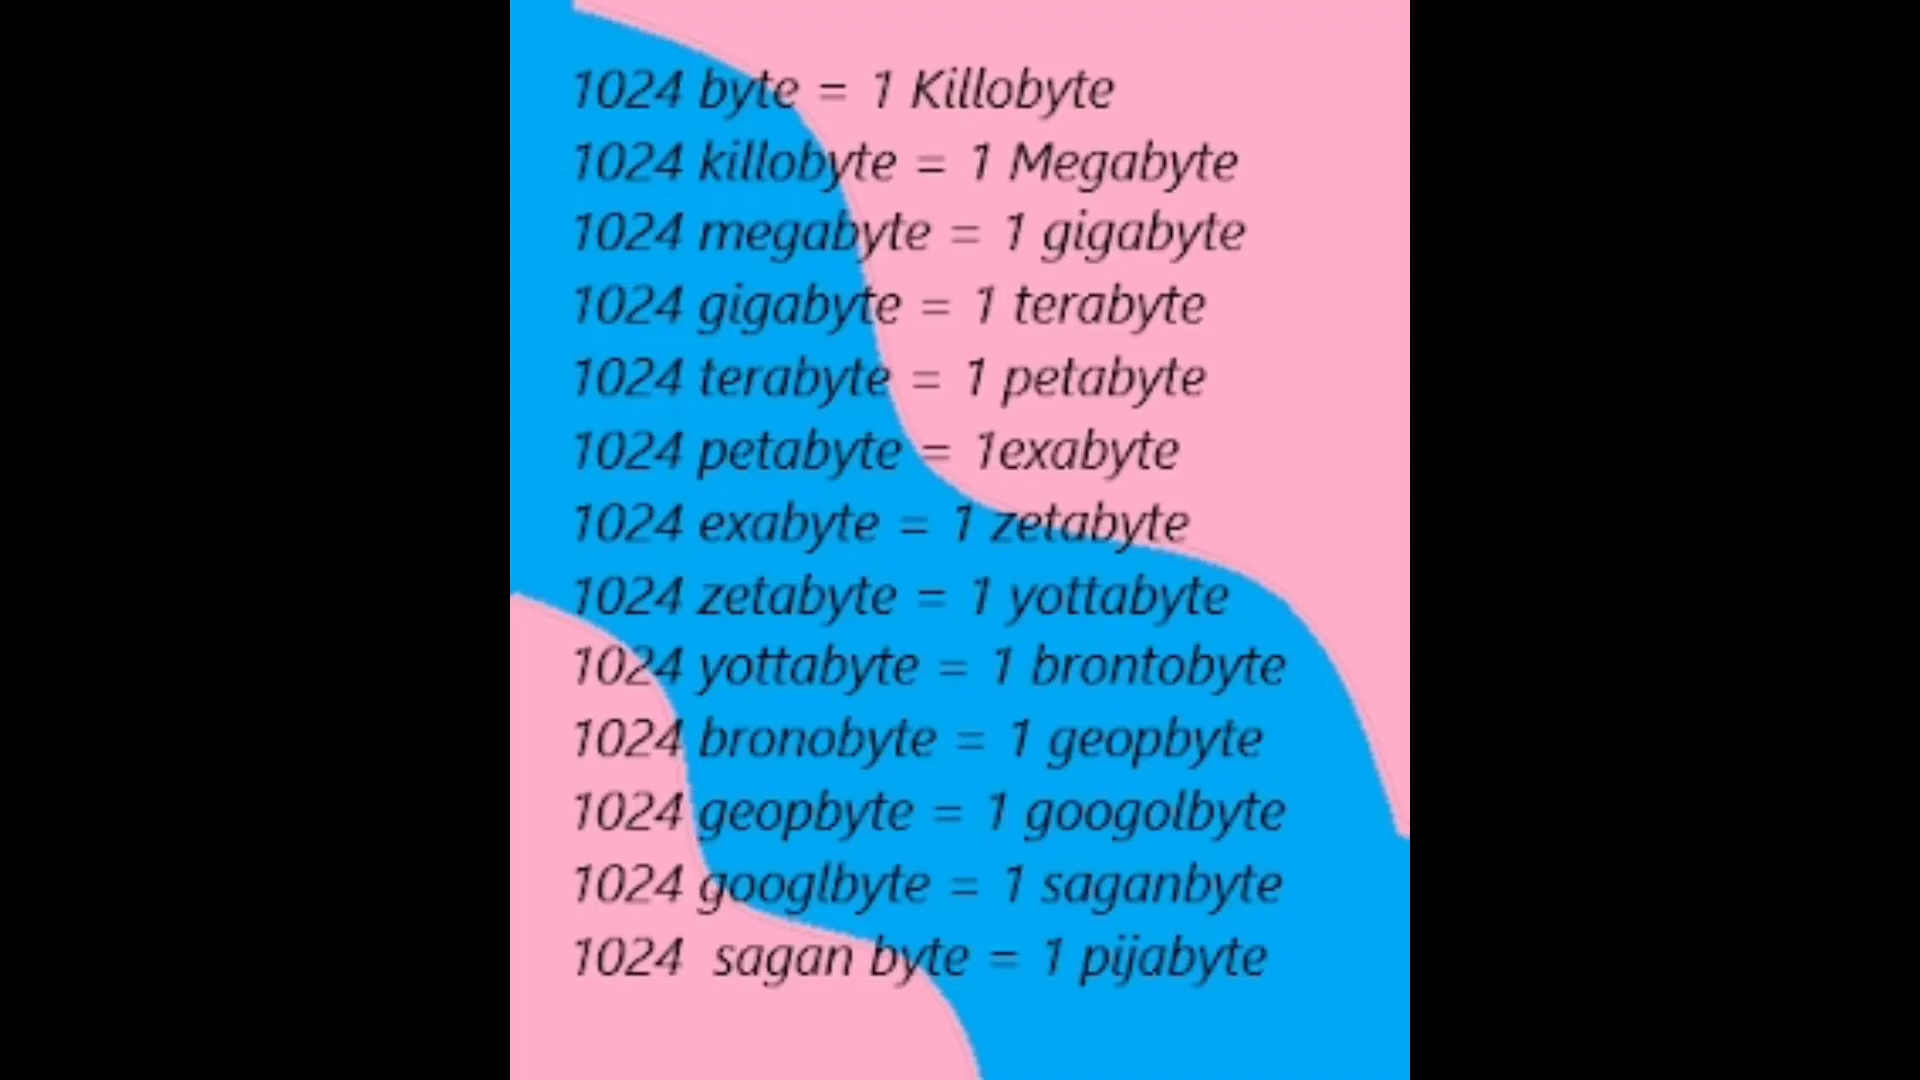 1024 byte = 1 Killobyte
1024 killobyte = 1 Megabyte
1024 megabyte = 1 gigabyte
1024 gigabyte = 1 terabyte
1024 terabyte = 1 petabyte
1024 petabyte = 1exabyte
1024 exabyte = 1 zetabyte
1024 zetabyte = 1 yottabyte
1024 yottabyte = 1 brontobyte
1024 bronobyte = 1 geopbyte
1024 geopbyte = 1 googolbyte
1024 googlbyte = 1 saganbyte
1024 sagan byte = 1 pijabyte